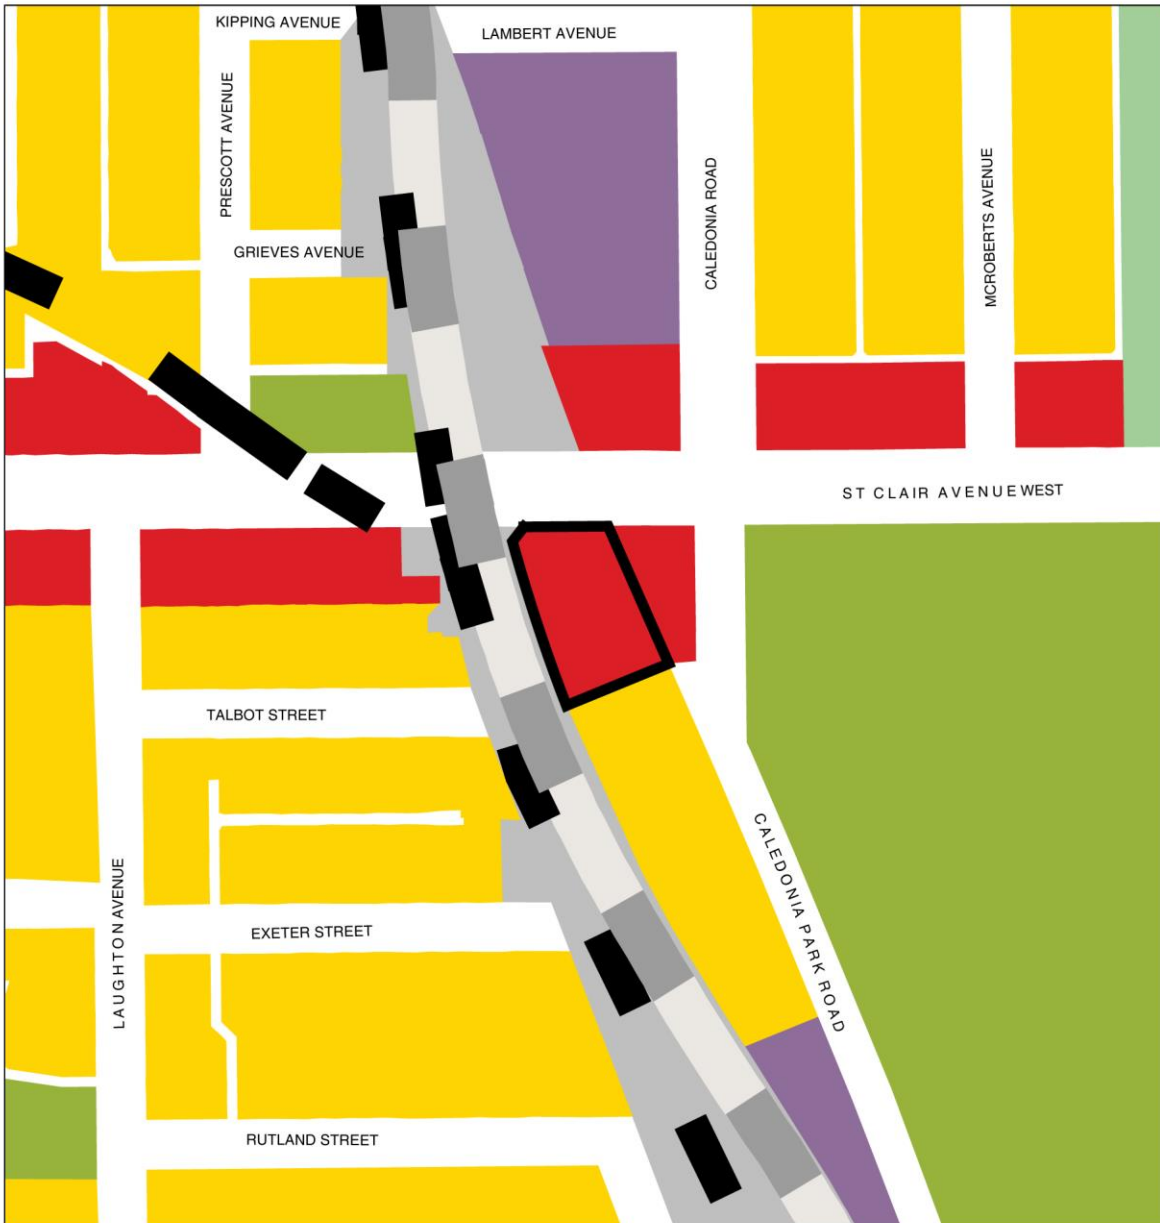 KIPPING AVENUE
LAMBERT AVENUE
PRESCOTT AVENUE
CALEDONIA ROAD
MCROBERTS AVENUE
GRIEVES AVENUE
ST CLAIR AVENUE WEST
TALBOT STREET
CALEDONIA PARK ROAD
LAUGHTON AVENUE
EXETER STREET
RUTLAND STREET